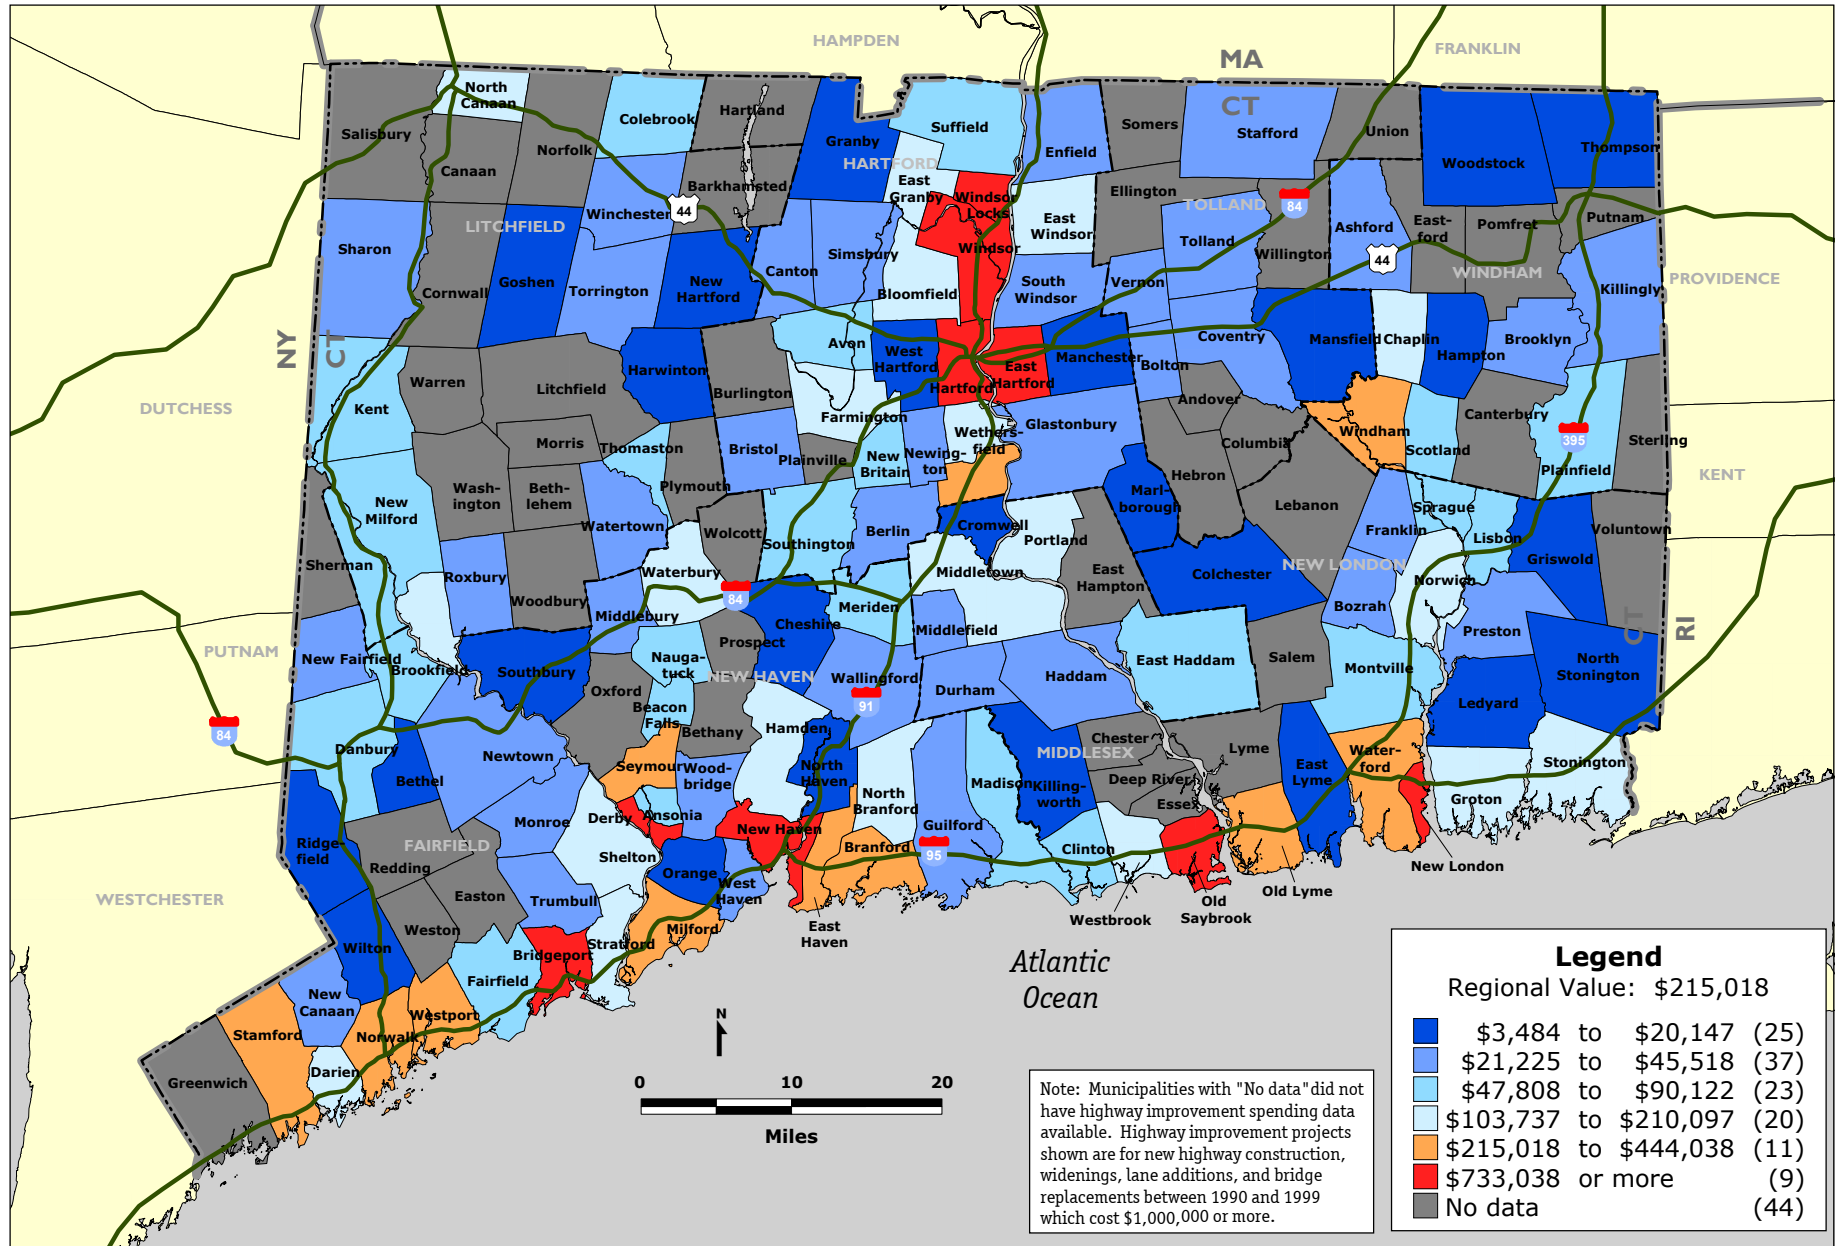 HAMPDEN
MA
FRANKLIN
CT
North
Canaan
Salisbury
Canaan
Norfolk
Colebrook
Hartland
Barkhamsted
Granby
HARTFORD
Suffield
East
Granby
Windsor
Locks
Enfield
Somers
Stafford
Union
Woodstock
Thompson
Ellington
TOLLAND
84
East
Windsor
Winchester
44
LITCHFIELD
Sharon
Cornwall
Goshen
Torrington
New
Hartford
Canton
Simsbury
Bloomfield
Windsor
South
Windsor
Vernon
Tolland
Willington
Ashford
44
East-
ford
Pomfret
Putnam
WINDHAM
Killingly
PROVIDENCE
NY
CT
DUTCHESS
Kent
Warren
Litchfield
Harwinton
Burlington
Avon
West
Hartford
Hartford
East
Hartford
Manchester
Bolton
Coventry
Mansfield
Chaplin
Hampton
Brooklyn
Andover
Columbia
Windham
Scotland
Canterbury
395
Plainfield
Sterling
KENT
Morris
Thomaston
Plymouth
Bristol
Plainville
Farmington
New
Britain
Newing-
ton
Wethers-
field
Glastonbury
Hebron
Marl-
borough
Lebanon
Franklin
Sprague
Lisbon
Griswold
Voluntown
New
Milford
Wash-
ington
Beth-
lehem
Watertown
Wolcott
Southington
Berlin
Cromwell
Portland
East
Hampton
Colchester
NEW LONDON
Bozrah
Norwich
Preston
North
Stonington
CT
RI
Sherman
Roxbury
Woodbury
Waterbury
84
Middlebury
Meriden
Middletown
Middlefield
Cheshire
Prospect
Nauga-
tuck
NEW HAVEN
Wallingford
91
Durham
Haddam
East Haddam
Salem
Montville
Ledyard
PUTNAM
84
New Fairfield
Brookfield
Southbury
Oxford
Beacon
Falls
Bethany
Hamden
Danbury
Bethel
Newtown
Seymour
Wood-
bridge
North
Haven
North
Branford
Madison
Killing-
worth
MIDDLESEX
Chester
Deep River
Essex
Lyme
East
Lyme
Water-
ford
Groton
Stonington
New London
Ridge-
field
FAIRFIELD
Redding
Monroe
Derby
Ansonia
New Haven
Branford
Guilford
95
Clinton
Shelton
Orange
West
Haven
East
Haven
Westbrook
Old
Saybrook
Old Lyme
WESTCHESTER
Easton
Weston
Trumbull
Wilton
Bridgeport
Stratford
Milford
Fairfield
New
Canaan
Westport
Norwalk
Stamford
Darien
Greenwich
Atlantic
Ocean
N
0 10 20
Miles
Note: Municipalities with "No data" did not
have highway improvement spending data
available. Highway improvement projects
shown are for new highway construction,
widenings, lane additions, and bridge
replacements between 1990 and 1999
which cost $1,000,000 or more.
Legend
Regional Value: $215,018
$3,484 to $20,147 (25)
$21,225 to $45,518 (37)
$47,808 to $90,122 (23)
$103,737 to $210,097 (20)
$215,018 to $444,038 (11)
$733,038 or more (9)
No data (44)